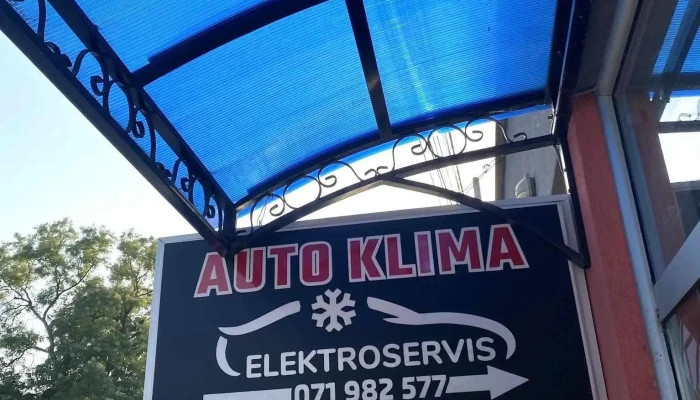 AUTO KLIMA
ELEKTROSERVIS
071 982 577